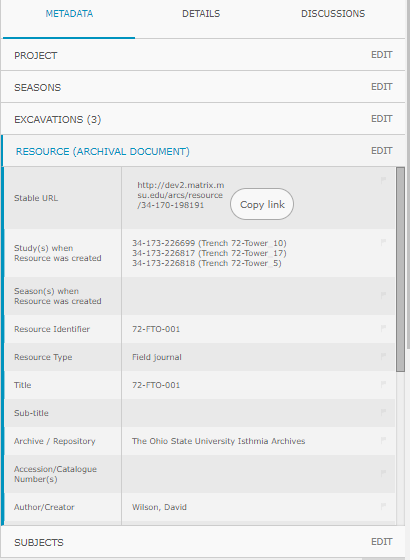 METADATA DETAILS DISCUSSIONS
PROJECT EDIT
SEASONS EDIT
EXCAVATIONS (3) EDIT
RESOURCE (ARCHIVAL DOCUMENT) EDIT
Stable URL
http://dev2.matrix.m
su.edu/arcs/resource
/34-170-198191
Copy link
Study(s) when
Resource was created
34-173-226699 (Trench 72-Tower_10)
34-173-226817 (Trench 72-Tower_17)
34-173-226818 (Trench 72-Tower_5)
Season(s) when
Resource was created
Resource Identifier 72-FTO-001
Resource Type Field journal
Title 72-FTO-001
Sub-title
Archive / Repository The Ohio State University Isthmia Archives
Accession/Catalogue
Number(s)
Author/Creator Wilson, David
SUBJECTS EDIT